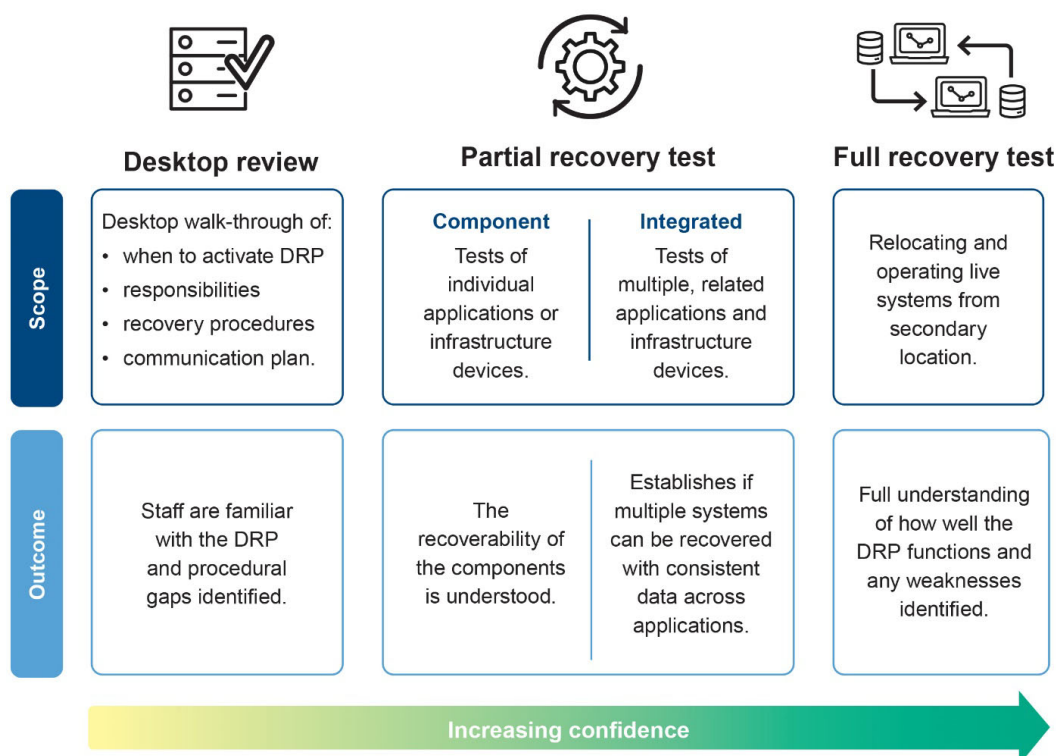 Desktop review
Partial recovery test
Full recovery test
Scope
Desktop walk-through of:
• when to activate DRP
• responsibilities
• recovery procedures
• communication plan.
Component
Tests of
individual
applications or
infrastructure
devices.
Integrated
Tests of
multiple, related
applications and
infrastructure
devices.
Relocating and
operating live
systems from
secondary
location.
Outcome
Staff are familiar
with the DRP
and procedural
gaps identified.
The
recoverability of
the components
is understood.
Establishes if
multiple systems
can be recovered
with consistent
data across
applications.
Full understanding
of how well the
DRP functions and
any weaknesses
identified.
Increasing confidence